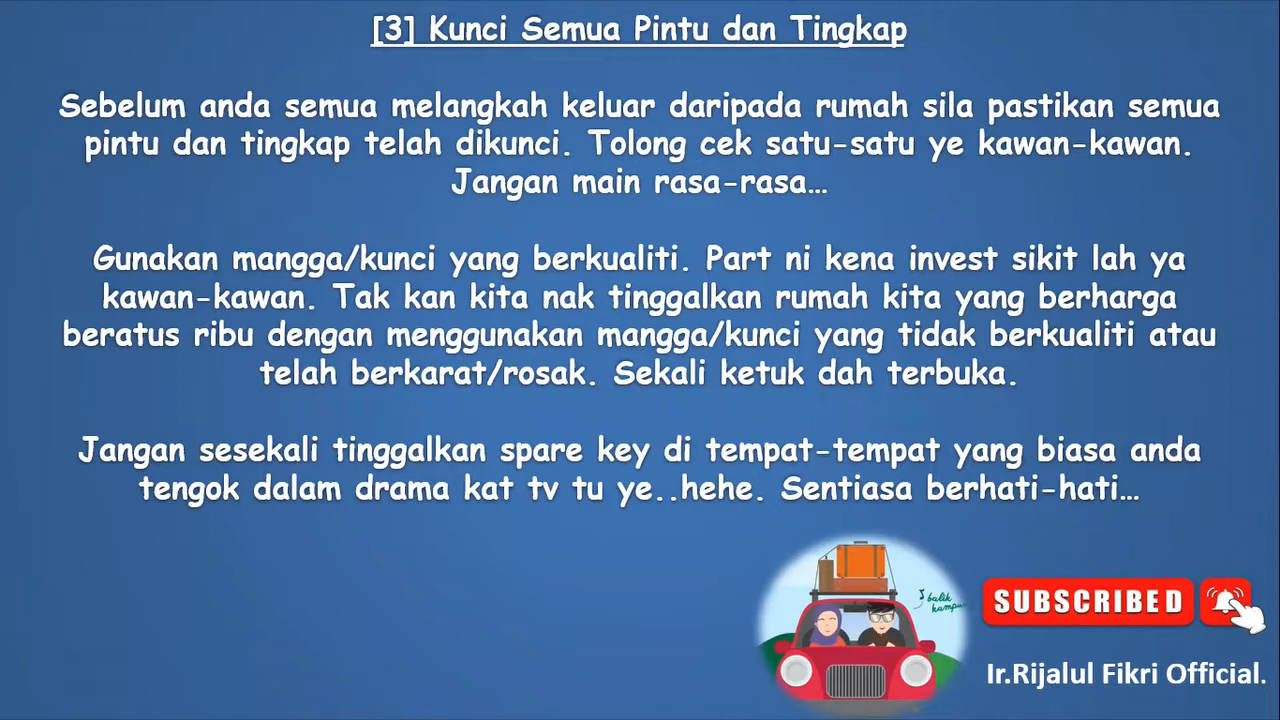 [3] Kunci Semua Pintu dan Tingkap
Sebelum anda semua melangkah keluar daripada rumah sila pastikan semua
pintu dan tingkap telah dikunci. Tolong cek satu-satu ye kawan-kawan.
Jangan main rasa-rasa…
Gunakan mangga/kunci yang berkualiti. Part ni kena invest sikit lah ya
kawan-kawan. Tak kan kita nak tinggalkan rumah kita yang berharga
beratus ribu dengan menggunakan mangga/kunci yang tidak berkualiti atau
telah berkarat/rosak. Sekali ketuk dah terbuka.
Jangan sesekali tinggalkan spare key di tempat-tempat yang biasa anda
tengok dalam drama kat tv tu ye..hehe. Sentiasa berhati-hati…
balik
SUBSCRIBED
Ir.Rijalul Fikri Official.